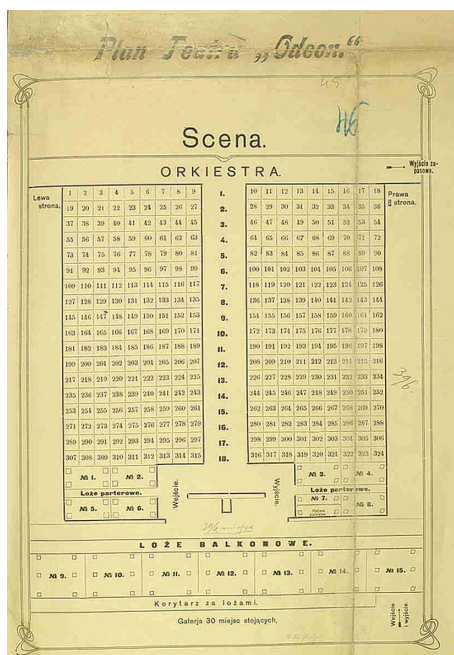 Plan Teatru „Odeon.“
45
46
Scena.
Wyjście za-
pasowe.
ORKIESTRA.
Lewa
strona,
Prawa
strona.
1 2 3 4 5 6 7 8 9 1. 10 11 12 13 14 15 16 17 18
19 20 21 22 23 24 25 26 27 2. 28 29 30 31 32 33 34 35 36
37 38 39 40 41 42 43 44 45 3. 46 47 48 49 50 51 52 53 54
55 56 57 58 59 60 61 62 63 4. 64 65 66 67 68 69 70 71 72
73 74 75 76 77 78 79 80 81 5. 82 83 84 85 86 87 88 89 90
91 92 93 94 95 96 97 98 99 6. 100 101 102 103 104 105 106 107 108
109 110 111 112 113 114 115 116 117 7. 118 119 120 121 122 123 124 125 126
127 128 129 130 131 132 133 134 135 8. 136 137 138 139 140 141 142 143 144
145 146 147 148 149 150 151 152 153 9. 154 155 156 157 158 159 160 161 162
163 164 165 166 167 168 169 170 171 10. 172 173 174 175 176 177 178 179 180
181 182 183 184 185 186 187 188 189 11. 190 191 192 193 194 195 196 197 198
199 200 201 202 203 204 205 206 207 12. 208 209 210 211 212 213 214 215 216
217 218 219 220 221 222 223 224 225 13. 226 227 228 229 230 231 232 233 234
396
235 236 237 238 239 240 241 242 243 14. 244 245 246 247 248 249 250 251 252
253 254 255 256 257 258 259 260 261 15. 262 263 264 265 266 267 268 269 270
271 272 273 274 275 276 277 278 279 16. 280 281 282 283 284 285 286 287 288
289 290 291 292 293 294 295 296 297 17. 298 299 300 301 302 303 304 305 306
307 308 309 310 311 312 313 314 315 18. 316 317 318 319 320 321 322 323 324
№ 1. № 2. № 3. № 4.
Loże parterowe. Loże parterowe.
№ 5. № 6. Wejście. Wyjście. № 7. № 8.
396 miejsc
LOŻE BALKONOWE.
№ 9. № 10. № 11. № 12. № 13. № 14. № 15.
Korytarz za lożami.
Galerja 30 miejsc stojących,
Wejście
i wyjście.